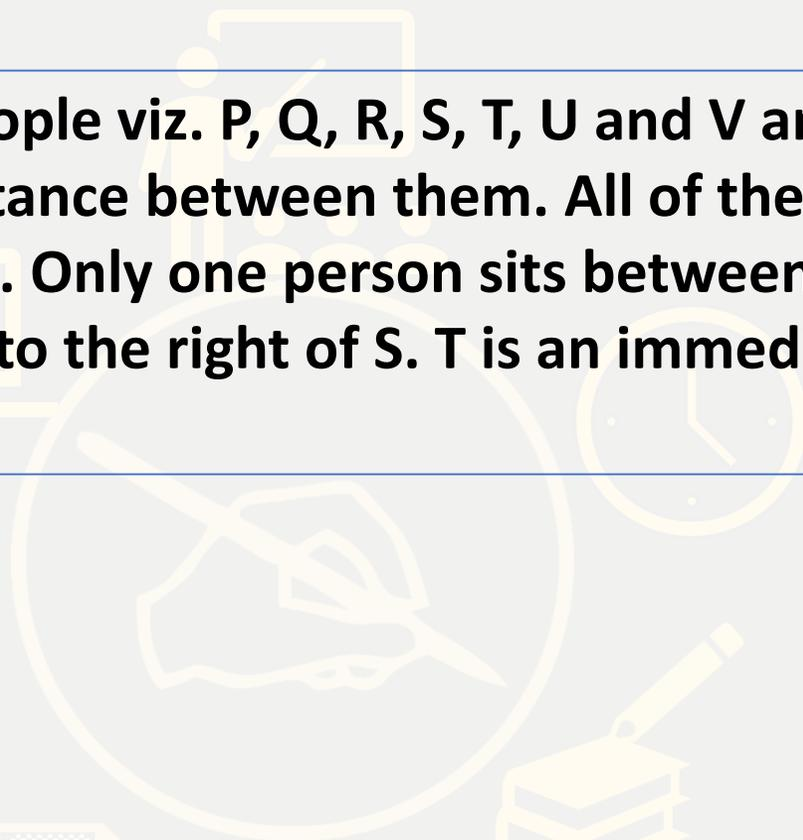 ople viz. P, Q, R, S, T, U and V ar
tance between them. All of the
. Only one person sits between
to the right of S. T is an immed